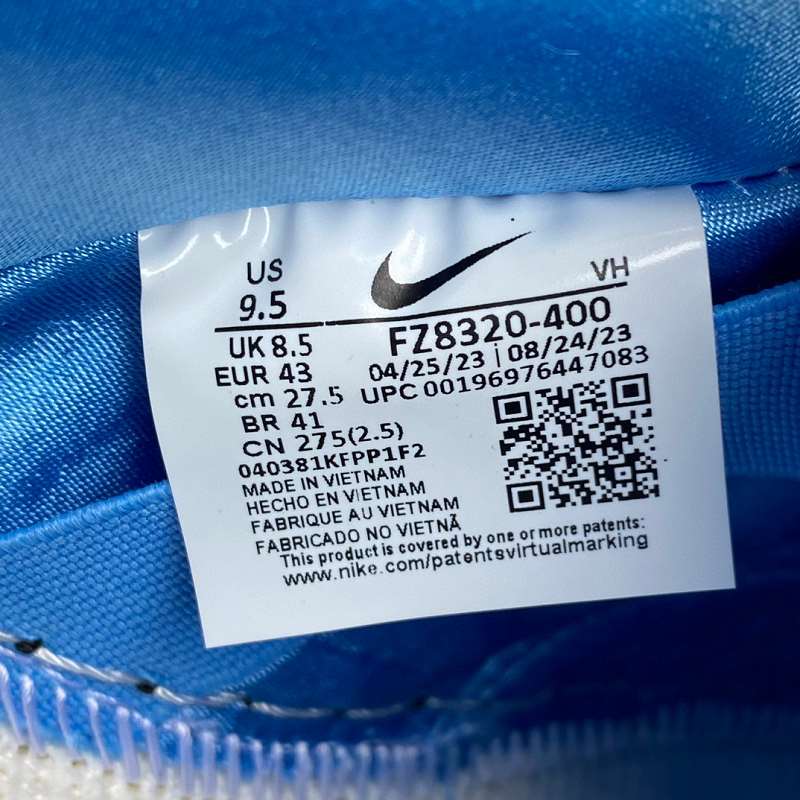 US
9.5
VH
UK 8.5
EUR 43
cm 27.5
BR 41
CN 275(2.5)
FZ8320-400
04/25/23 | 08/24/23
UPC 00196976447083
040381KFPP1F2
MADE IN VIETNAM
HECHO EN VIETNAM
FABRIQUE AU VIETNAM
FABRICADO NO VIETNÃ
This product is covered by one or more patents:
www.nike.com/patentsvirtualmarking